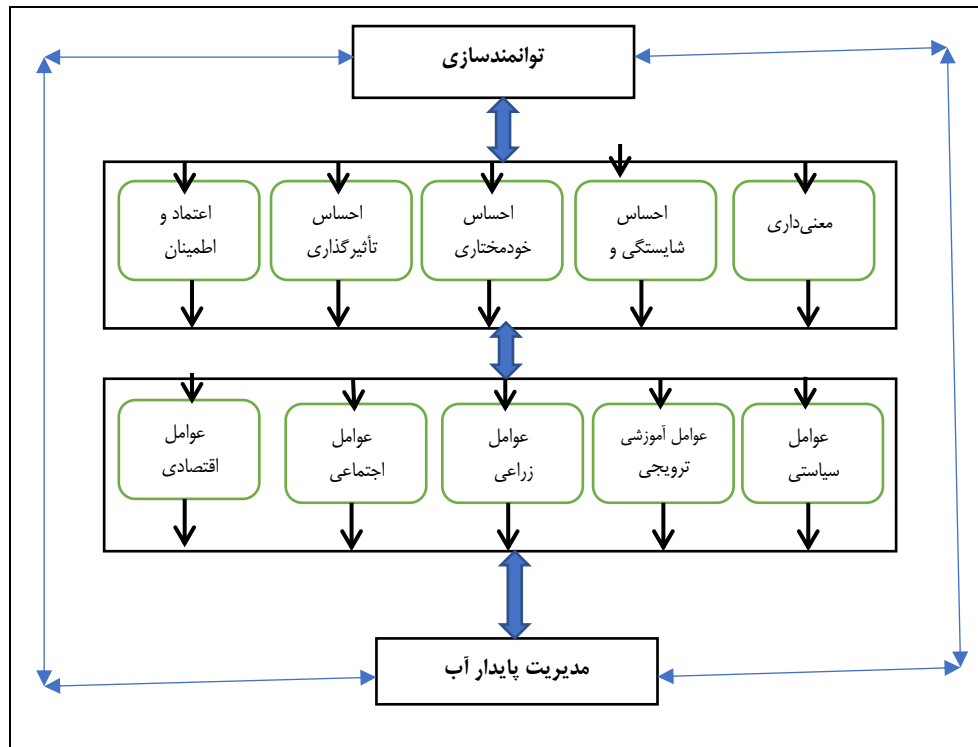 توانمندسازی
معنی‌داری
احساس
شایستگی و
احساس
خودمختاری
احساس
تأثیرگذاری
اعتماد و
اطمینان
عوامل
سیاستی
عوامل آموزشی
ترویجی
عوامل
زراعی
عوامل
اجتماعی
عوامل
اقتصادی
مدیریت پایدار آب